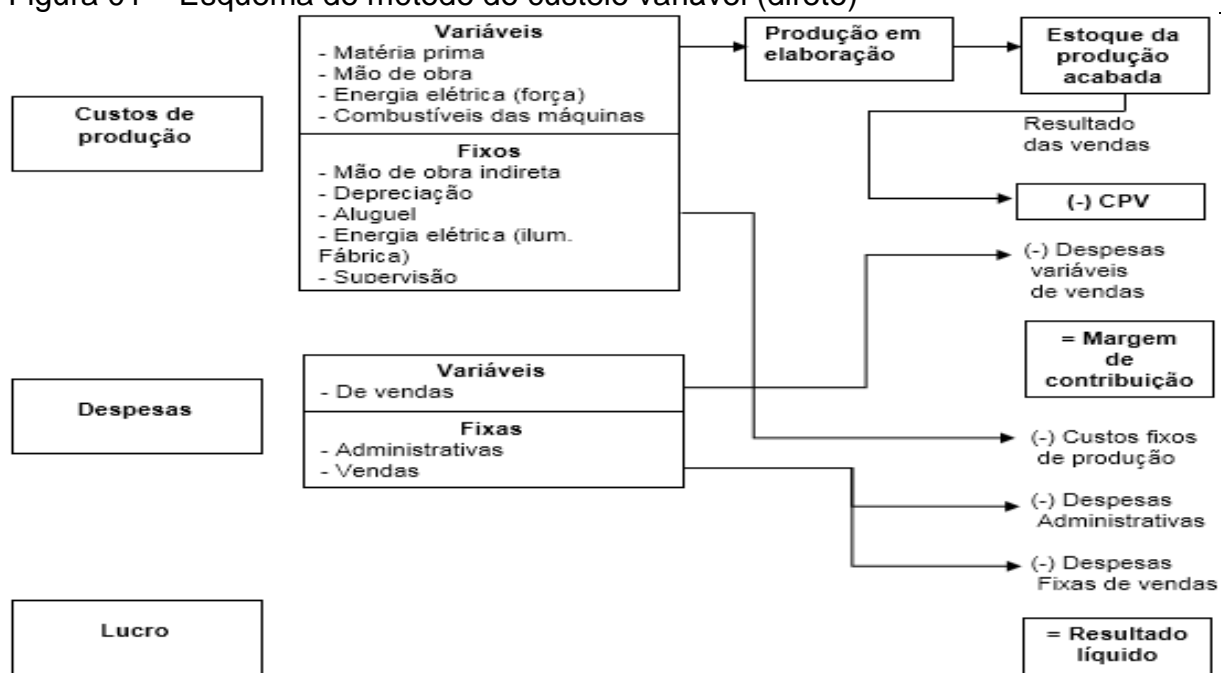 Figura 01 – Esquema do método de custeio variável (direto)
Custos de
produção
Variáveis
- Matéria prima
- Mão de obra
- Energia elétrica (força)
- Combustíveis das máquinas
Fixos
- Mão de obra indireta
- Depreciação
- Aluguel
- Energia elétrica (ilum.
Fábrica)
- Supervisão
Produção em
elaboração
Estoque da
produção
acabada
Resultado
das vendas
(-) CPV
(-) Despesas
variáveis
de vendas
= Margem
de
contribuição
Despesas
Variáveis
- De vendas
Fixas
- Administrativas
- Vendas
(-) Custos fixos
de produção
(-) Despesas
Administrativas
(-) Despesas
Fixas de vendas
Lucro
= Resultado
líquido